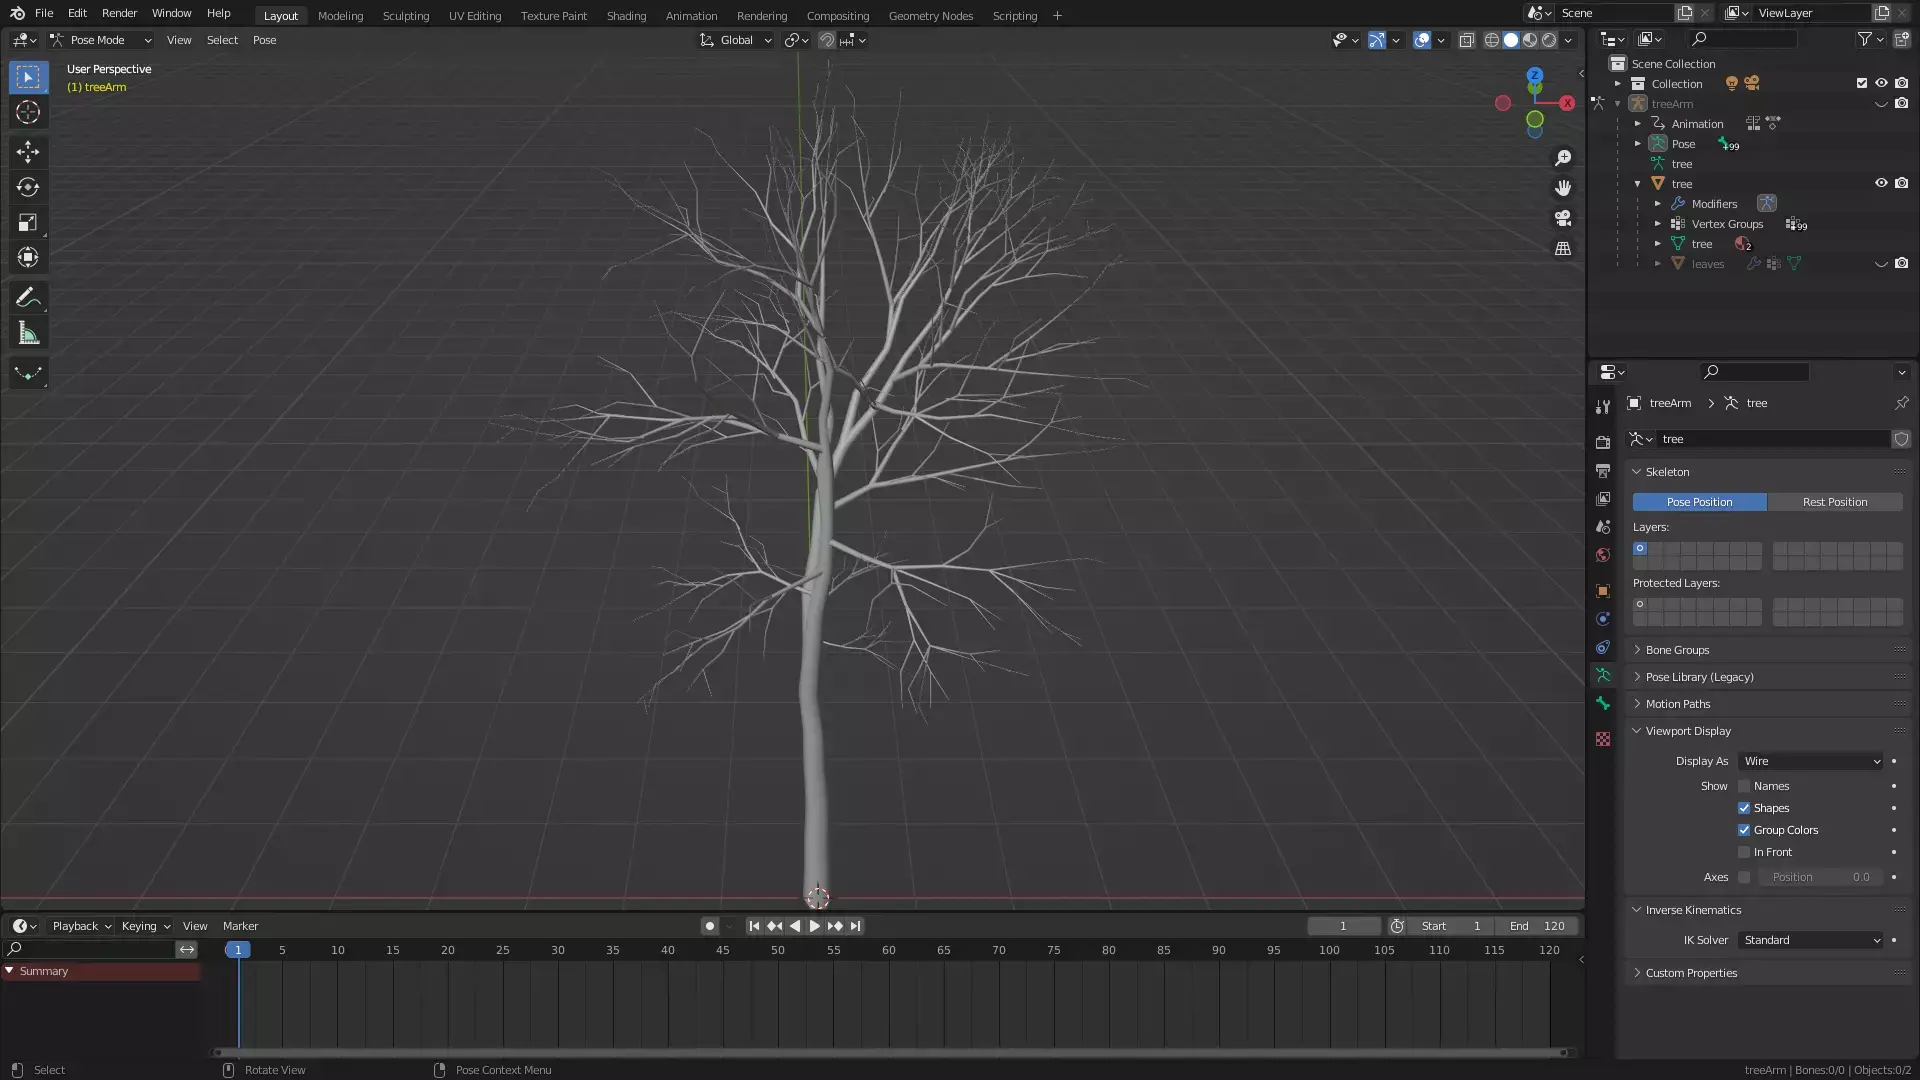 File Edit Render Window Help Layout Modeling Sculpting UV Editing Texture Paint Shading Animation Rendering Compositing Geometry Nodes Scripting + Scene ViewLayer
Pose Mode View Select Pose Global
User Perspective
(1) treeArm
Z
X
Scene Collection
Collection
treeArm
Animation
Pose +99
tree
tree
Modifiers
Vertex Groups +99
tree 2
leaves
treeArm > tree
tree
Skeleton
Pose Position Rest Position
Layers:
Protected Layers:
Bone Groups
Pose Library (Legacy)
Motion Paths
Viewport Display
Display As Wire
Show Names
Shapes
Group Colors
In Front
Axes Position 0.0
Inverse Kinematics
IK Solver Standard
Custom Properties
Playback Keying View Marker 1 Start 1 End 120
1 5 10 15 20 25 30 35 40 45 50 55 60 65 70 75 80 85 90 95 100 105 110 115 120
Summary
Select Rotate View Pose Context Menu treeArm | Bones:0/0 | Objects:0/2